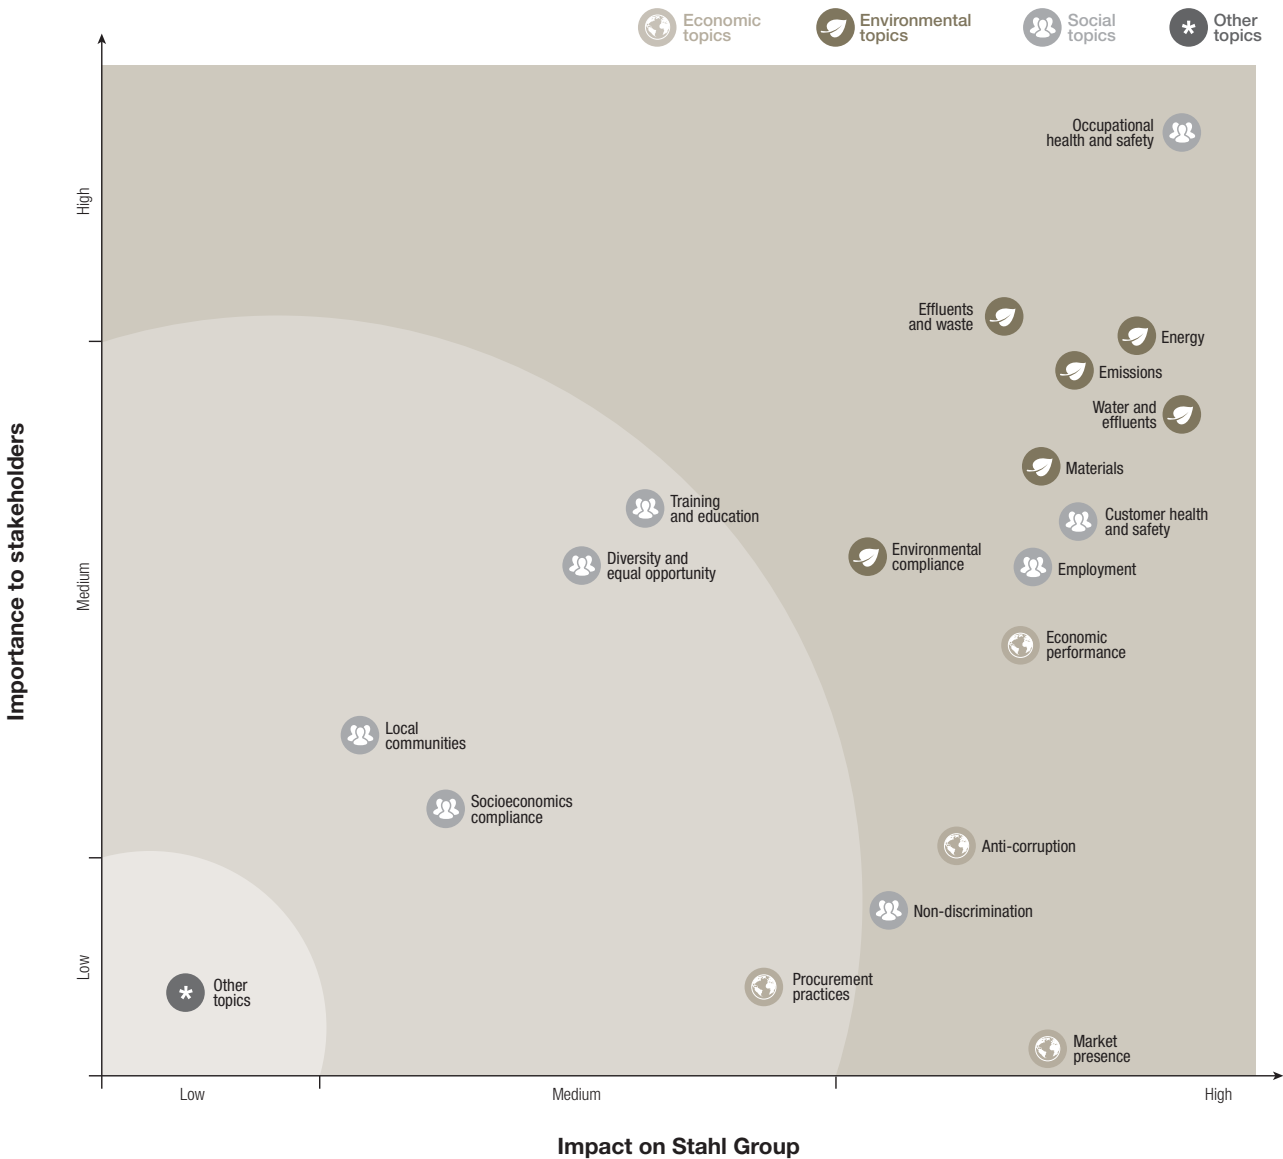 Economic
topics
Environmental
topics
Social
topics
*
Other
topics
Importance to stakeholders
High
Medium
Low
Occupational
health and safety
Effluents
and waste
Energy
Emissions
Water and
effluents
Materials
Training
and education
Customer health
and safety
Environmental
compliance
Diversity and
equal opportunity
Employment
Economic
performance
Local
communities
Socioeconomics
compliance
Anti-corruption
Non-discrimination
*
Other
topics
Procurement
practices
Market
presence
Low
Medium
High
Impact on Stahl Group